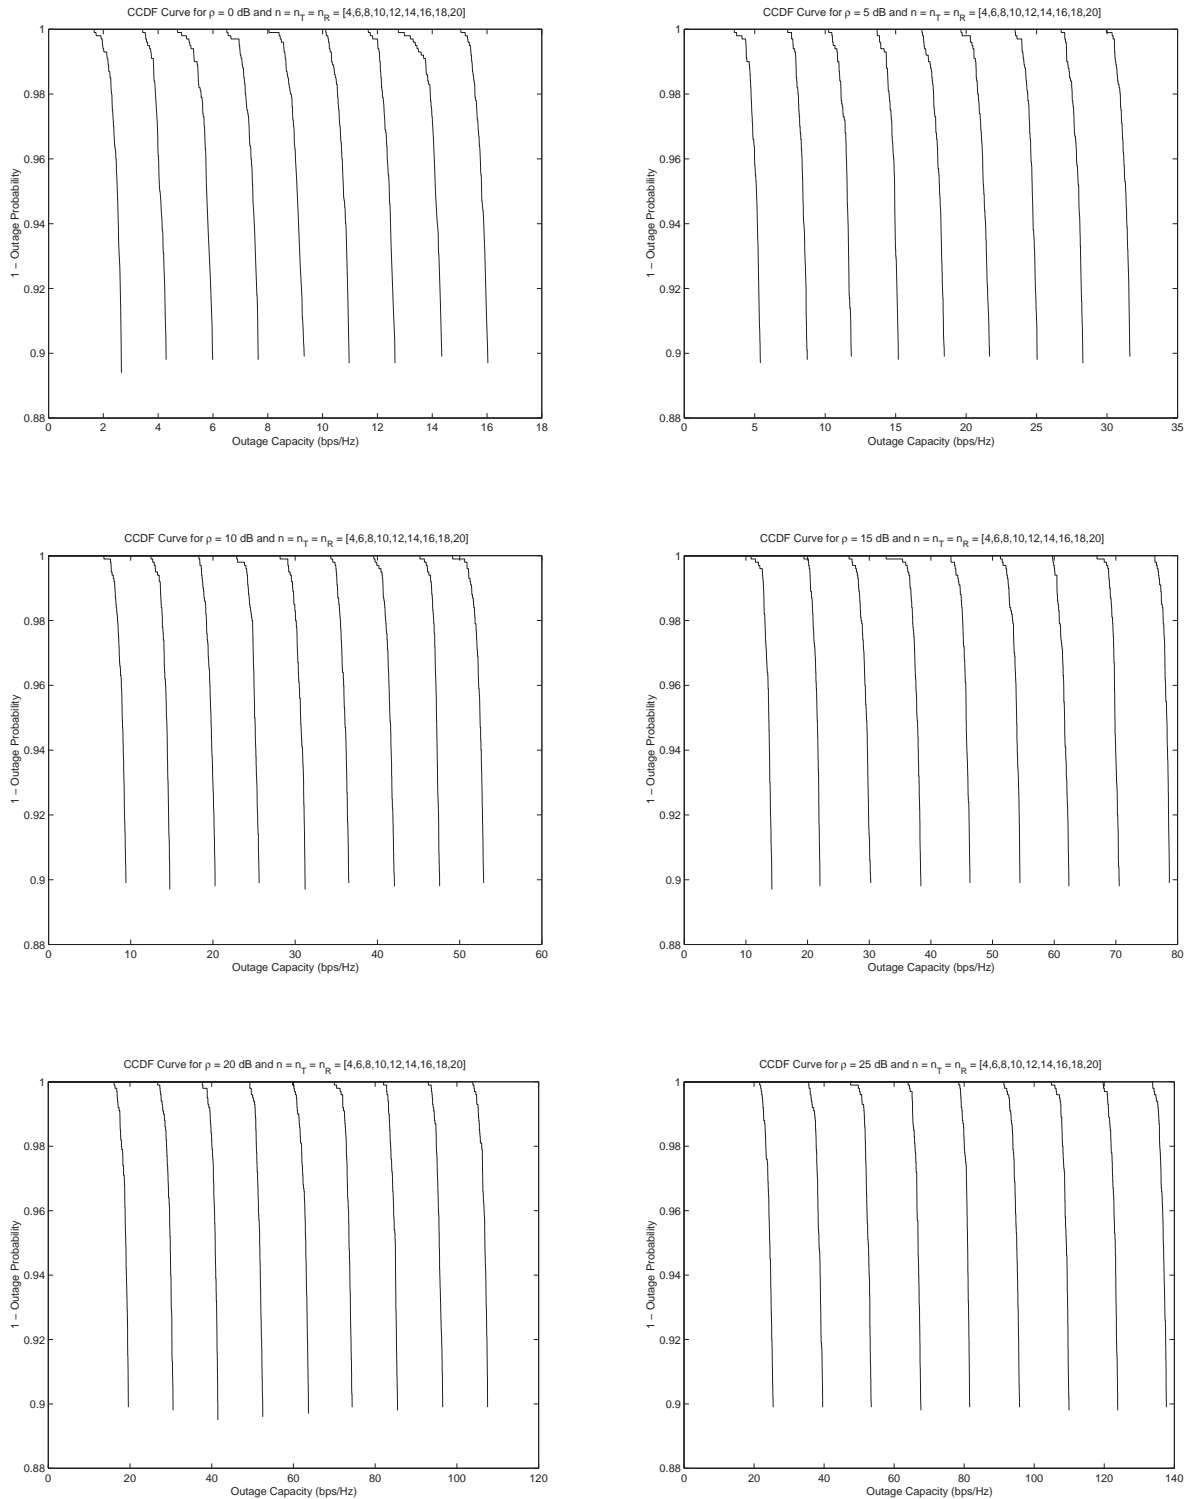 CCDF Curve for ρ = 0 dB and n = n_T = n_R = [4,6,8,10,12,14,16,18,20]
1
0.98
0.96
0.94
0.92
0.9
0.88
1 − Outage Probability
0 2 4 6 8 10 12 14 16 18
Outage Capacity (bps/Hz)
CCDF Curve for ρ = 5 dB and n = n_T = n_R = [4,6,8,10,12,14,16,18,20]
1
0.98
0.96
0.94
0.92
0.9
0.88
1 − Outage Probability
0 5 10 15 20 25 30 35
Outage Capacity (bps/Hz)
CCDF Curve for ρ = 10 dB and n = n_T = n_R = [4,6,8,10,12,14,16,18,20]
1
0.98
0.96
0.94
0.92
0.9
0.88
1 − Outage Probability
0 10 20 30 40 50 60
Outage Capacity (bps/Hz)
CCDF Curve for ρ = 15 dB and n = n_T = n_R = [4,6,8,10,12,14,16,18,20]
1
0.98
0.96
0.94
0.92
0.9
0.88
1 − Outage Probability
0 10 20 30 40 50 60 70 80
Outage Capacity (bps/Hz)
CCDF Curve for ρ = 20 dB and n = n_T = n_R = [4,6,8,10,12,14,16,18,20]
1
0.98
0.96
0.94
0.92
0.9
0.88
1 − Outage Probability
0 20 40 60 80 100 120
Outage Capacity (bps/Hz)
CCDF Curve for ρ = 25 dB and n = n_T = n_R = [4,6,8,10,12,14,16,18,20]
1
0.98
0.96
0.94
0.92
0.9
0.88
1 − Outage Probability
0 20 40 60 80 100 120 140
Outage Capacity (bps/Hz)